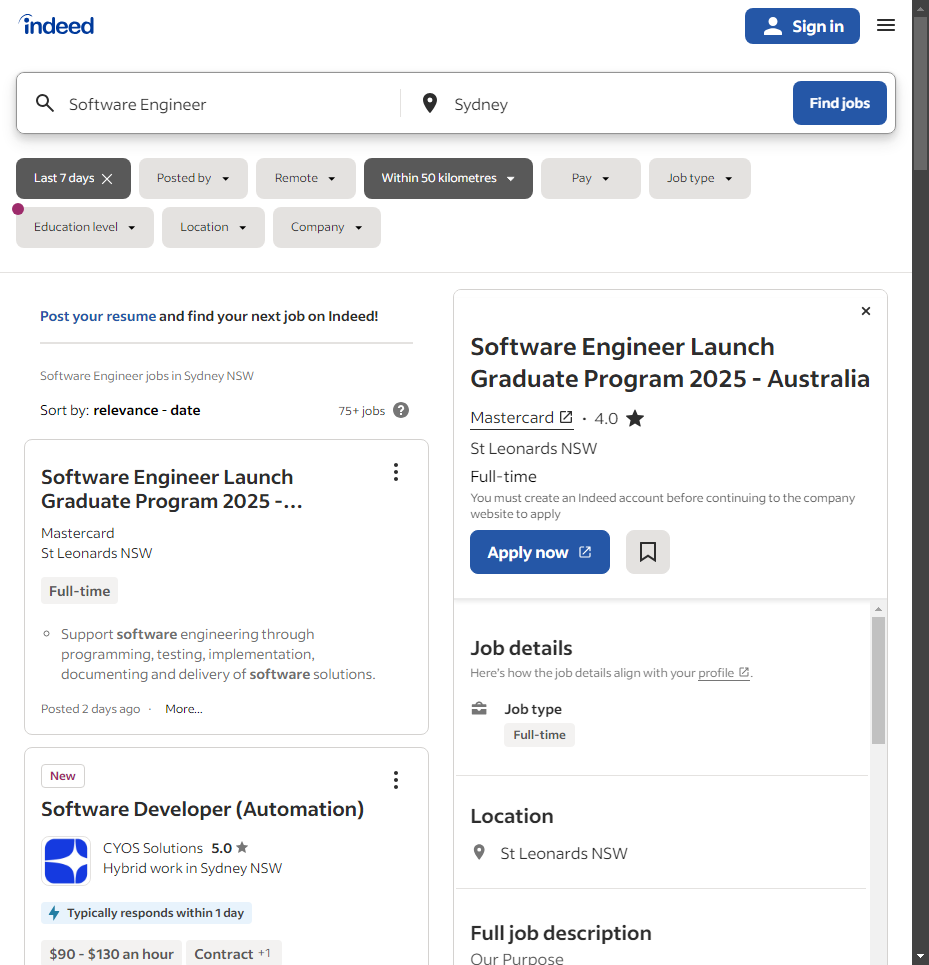 indeed
Sign in
Software Engineer
Sydney
Find jobs
Last 7 days
Posted by
Remote
Within 50 kilometres
Pay
Job type
Education level
Location
Company
Post your resume and find your next job on Indeed!
Software Engineer jobs in Sydney NSW
Sort by: relevance - date
75+ jobs ?
Software Engineer Launch
Graduate Program 2025 -...
Mastercard
St Leonards NSW
Full-time
Support software engineering through
programming, testing, implementation,
documenting and delivery of software solutions.
Posted 2 days ago · More...
New
Software Developer (Automation)
CYOS Solutions 5.0
Hybrid work in Sydney NSW
Typically responds within 1 day
$90 - $130 an hour
Contract +1
Software Engineer Launch
Graduate Program 2025 - Australia
Mastercard · 4.0
St Leonards NSW
Full-time
You must create an Indeed account before continuing to the company
website to apply
Apply now
Job details
Here's how the job details align with your profile.
Job type
Full-time
Location
St Leonards NSW
Full job description
Our Purpose